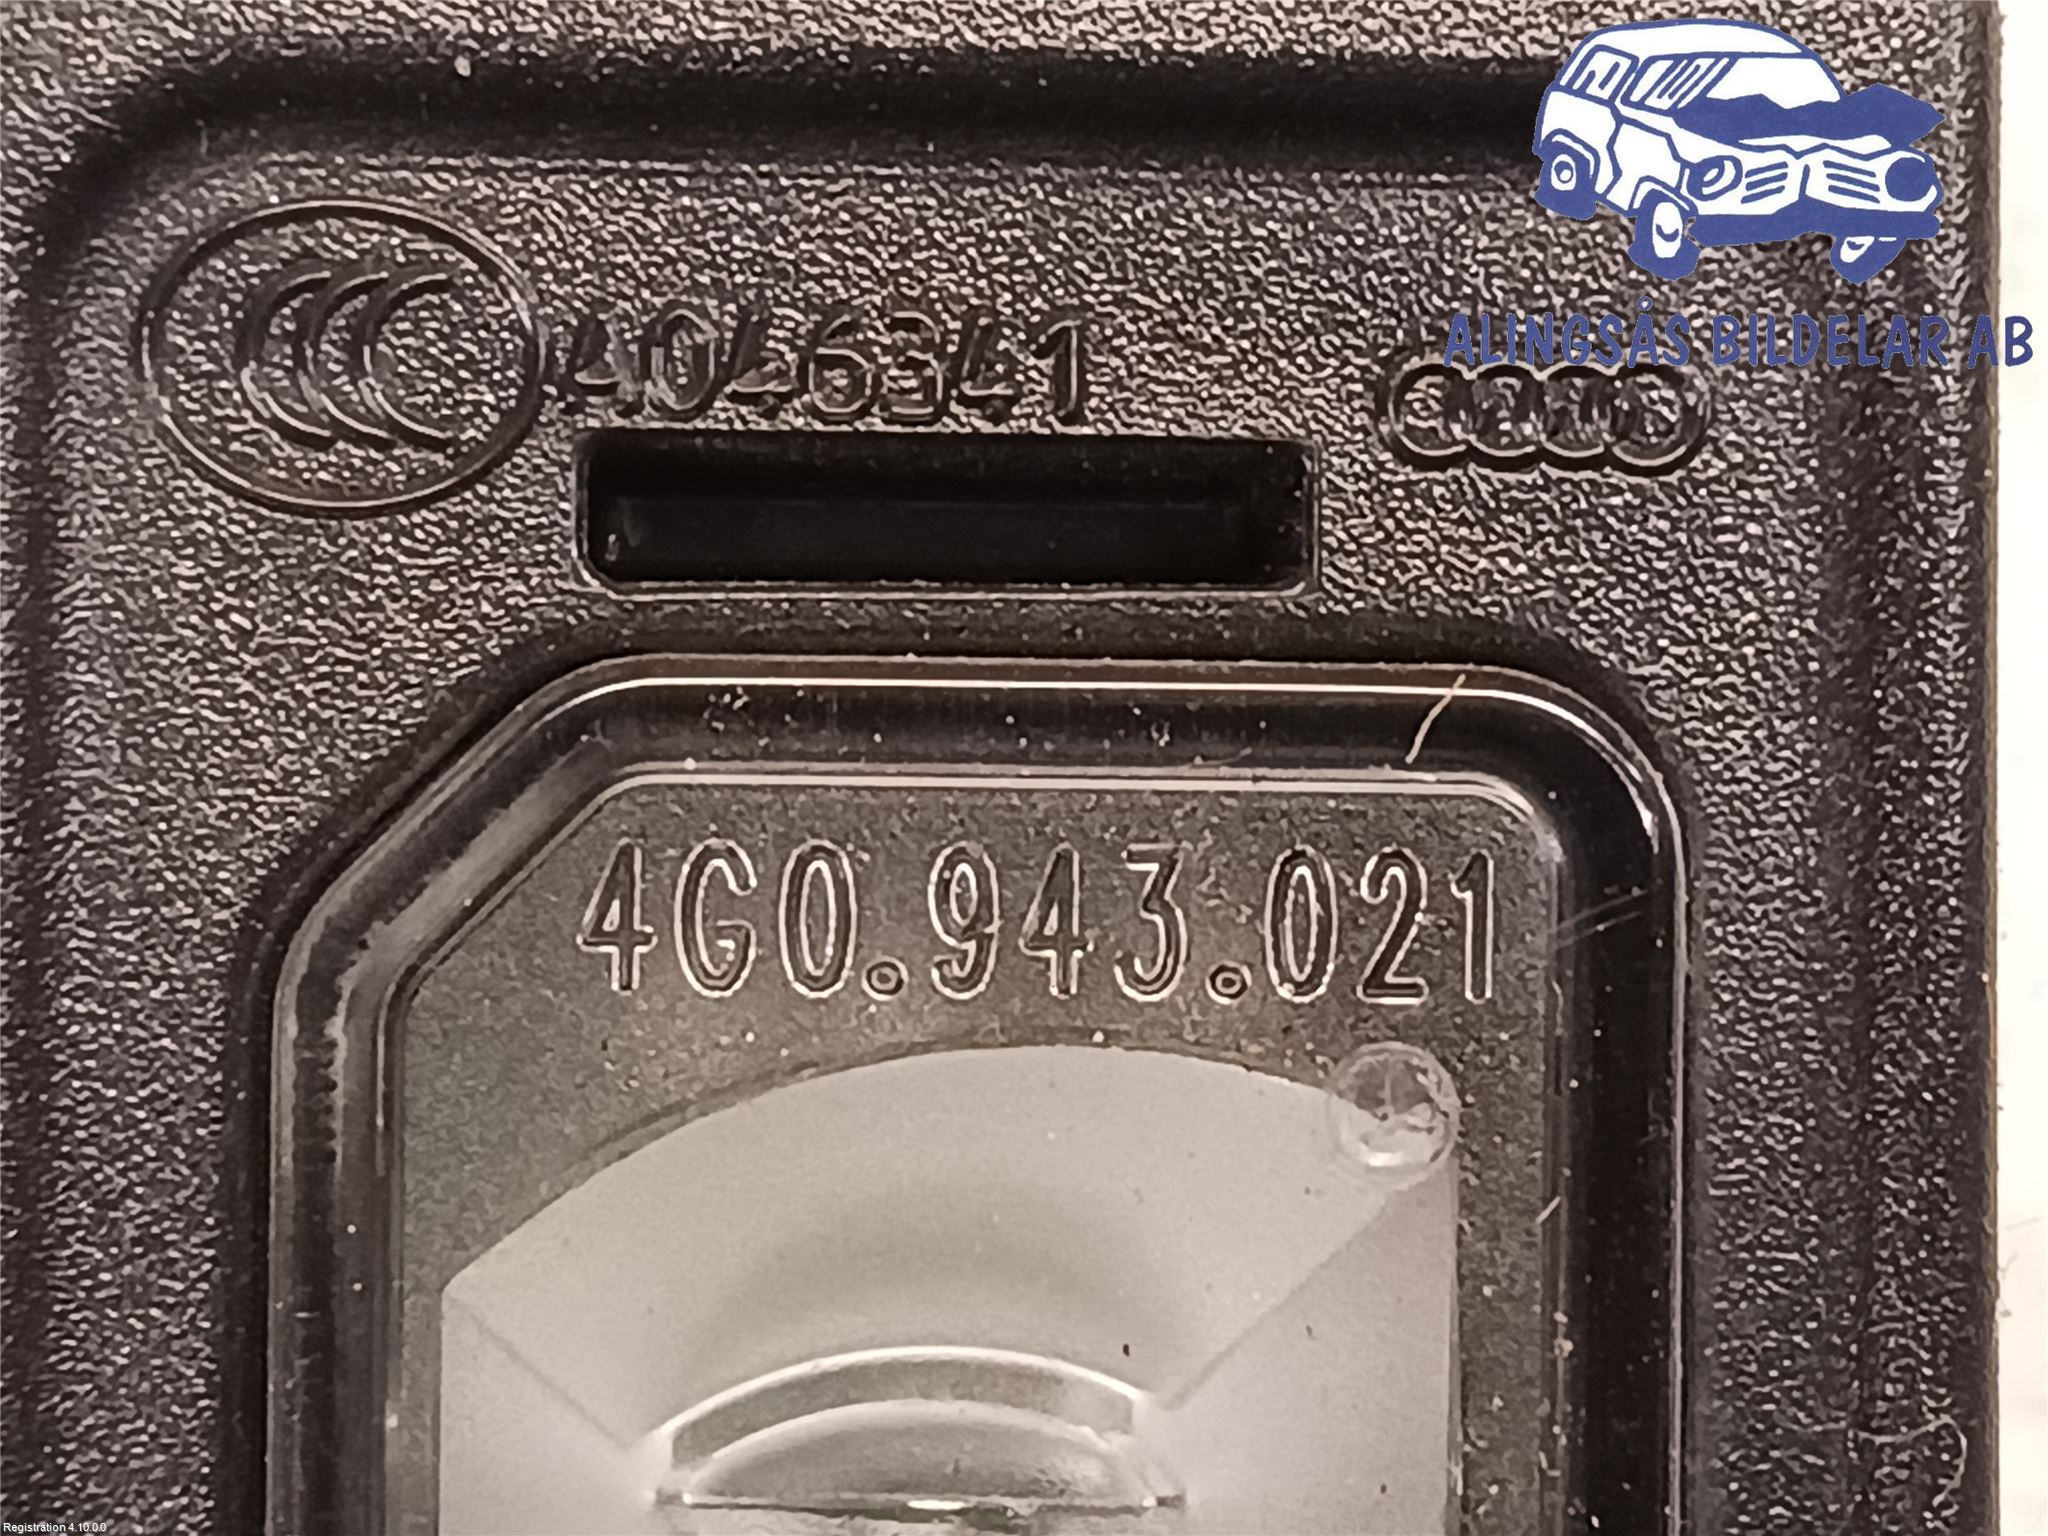 ALINGSÅS BILDELAR AB
4046341
4G0.943.021
Registration 4.10.0.0